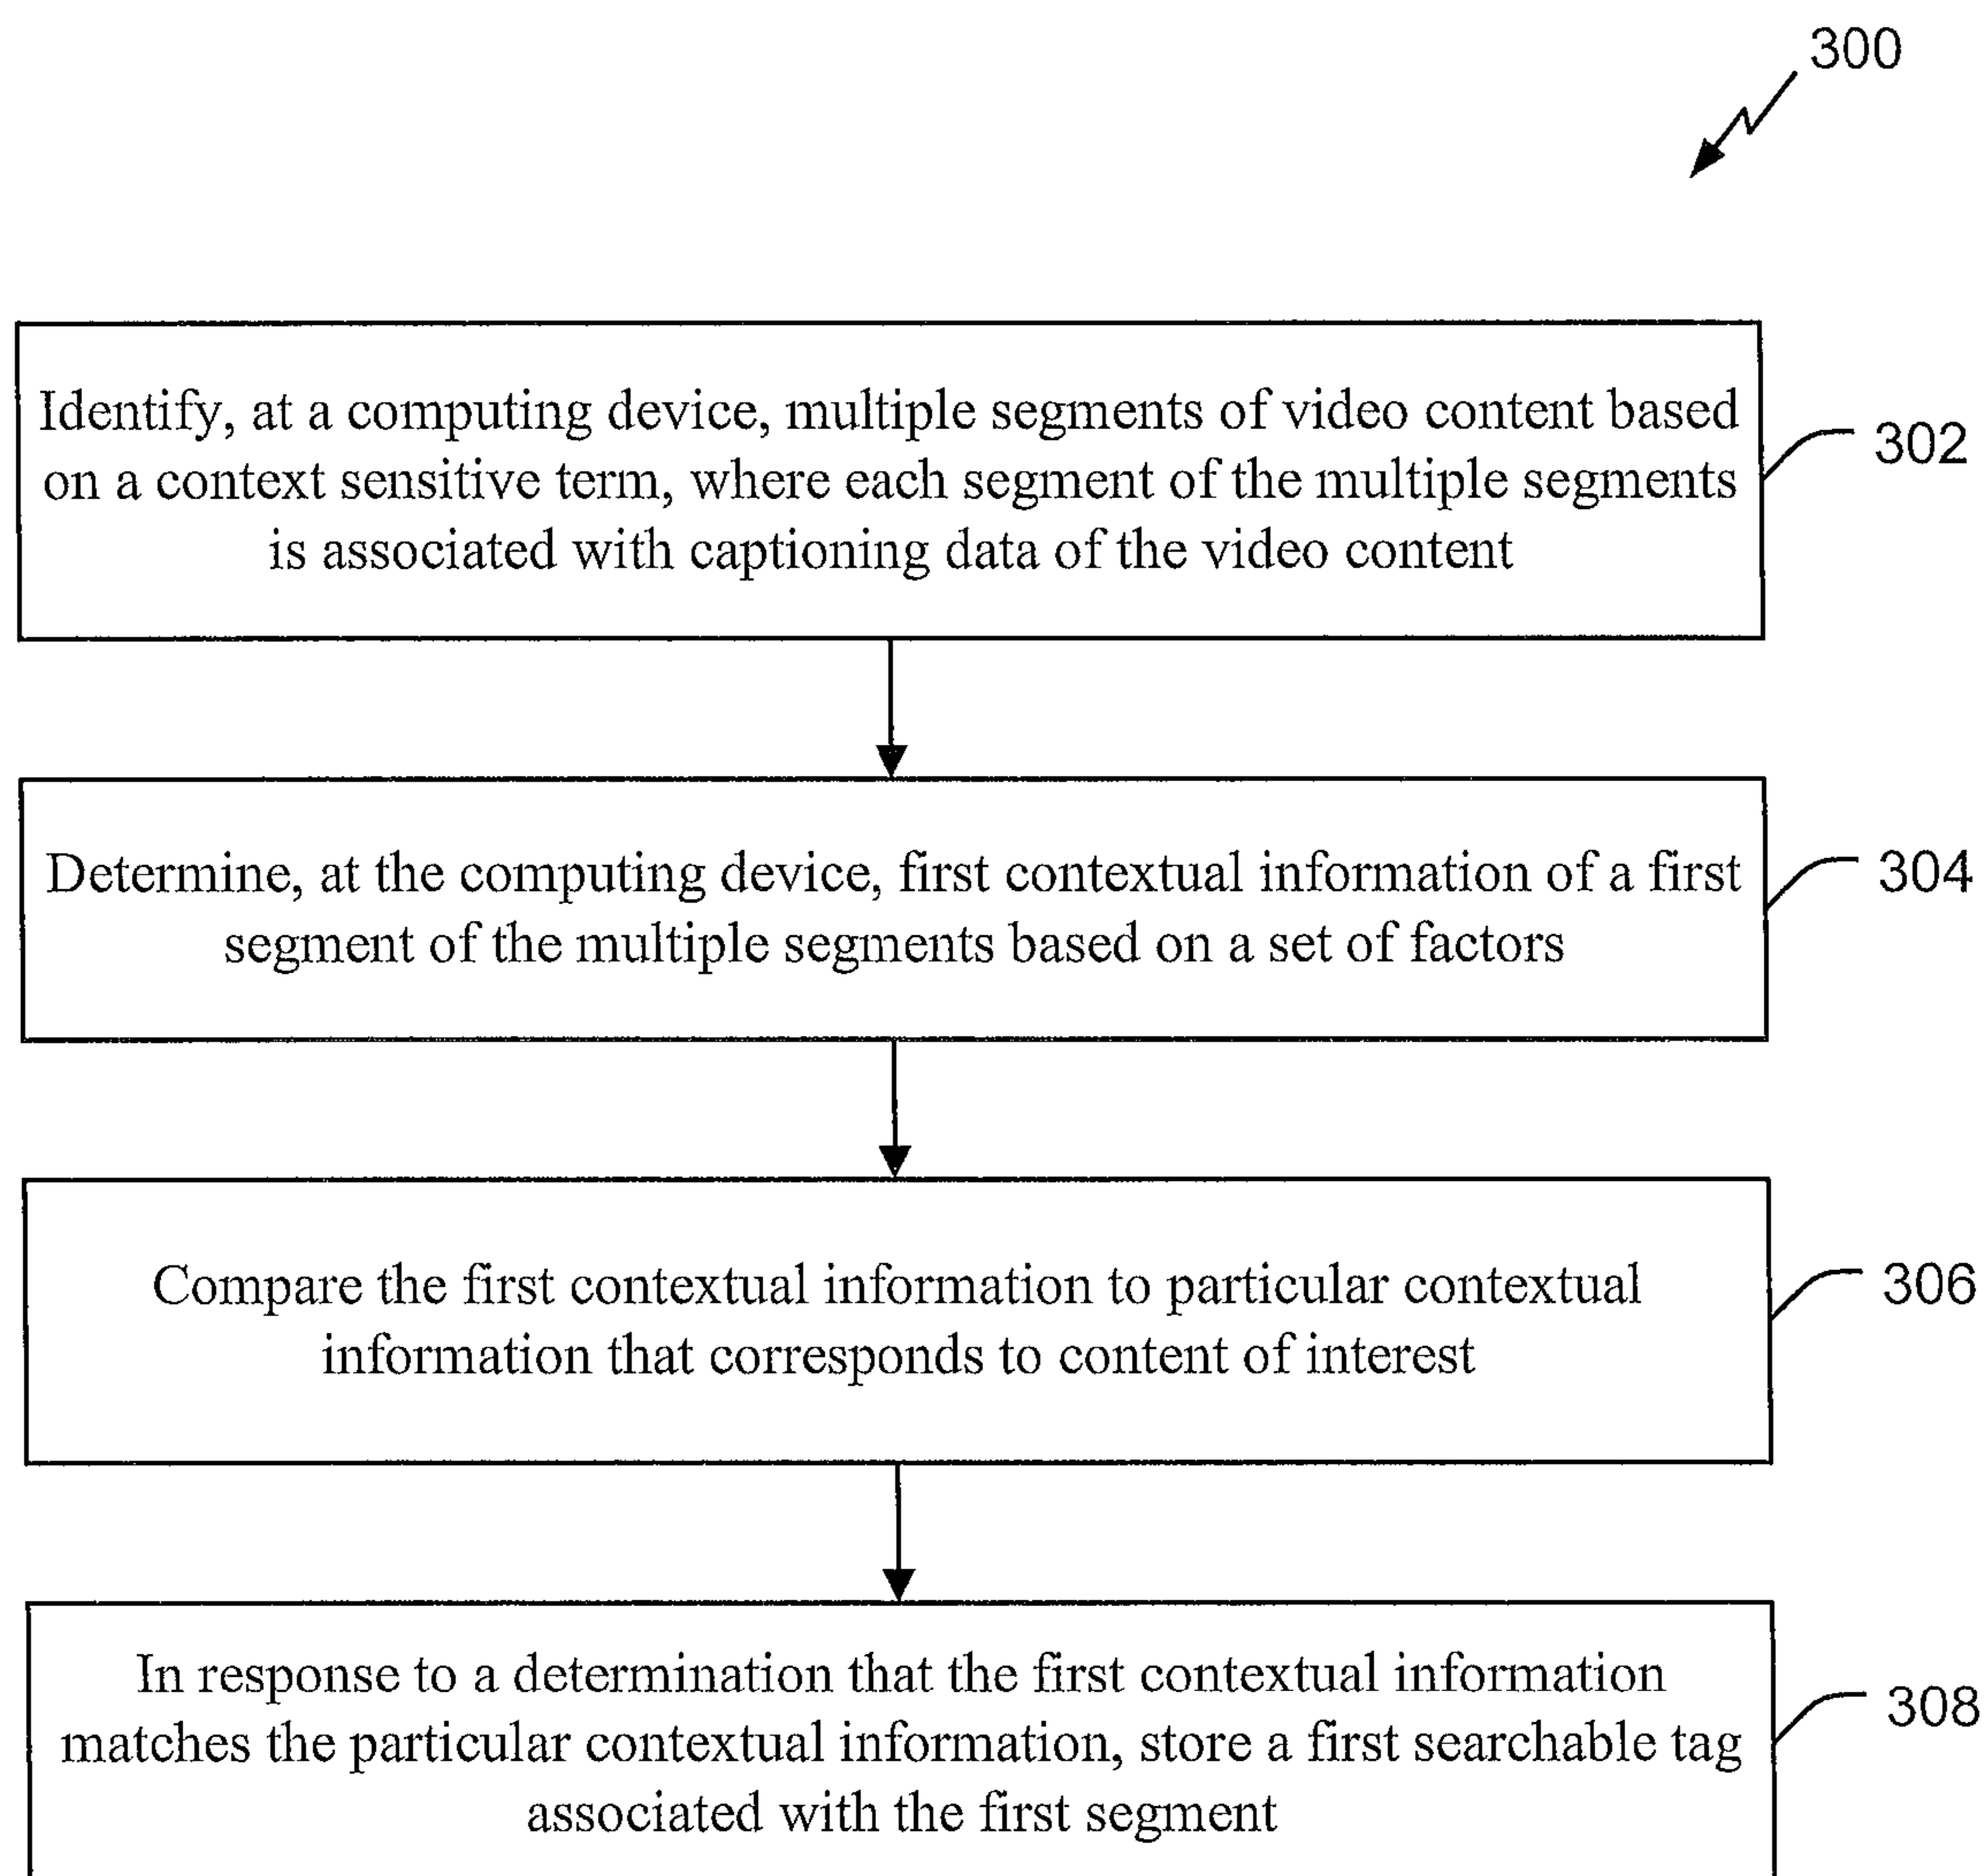 300
Identify, at a computing device, multiple segments of video content based
on a context sensitive term, where each segment of the multiple segments
is associated with captioning data of the video content
302
Determine, at the computing device, first contextual information of a first
segment of the multiple segments based on a set of factors
304
Compare the first contextual information to particular contextual
information that corresponds to content of interest
306
In response to a determination that the first contextual information
matches the particular contextual information, store a first searchable tag
associated with the first segment
308